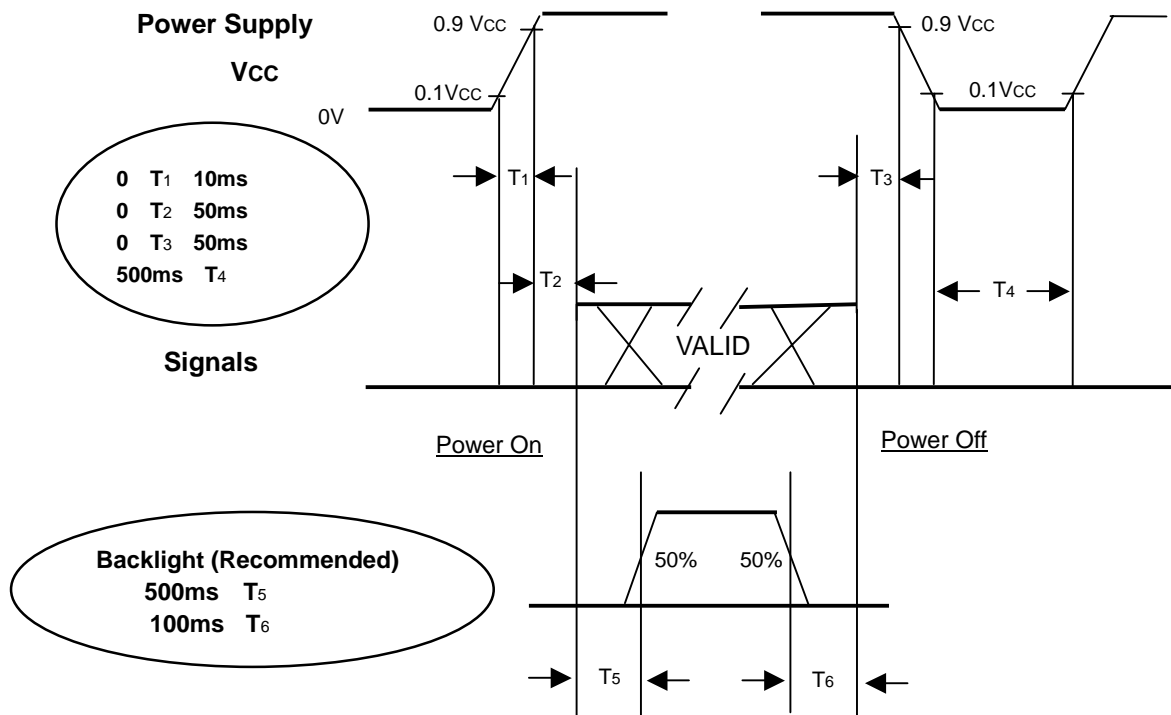 Power Supply
VCC
0.9 VCC
0.9 VCC
0.1VCC
0.1VCC
0V
0 T1 10ms
0 T2 50ms
0 T3 50ms
500ms T4
T1
T3
T2
T4
VALID
Signals
Power On
Power Off
Backlight (Recommended)
500ms T5
100ms T6
50%
50%
T5
T6